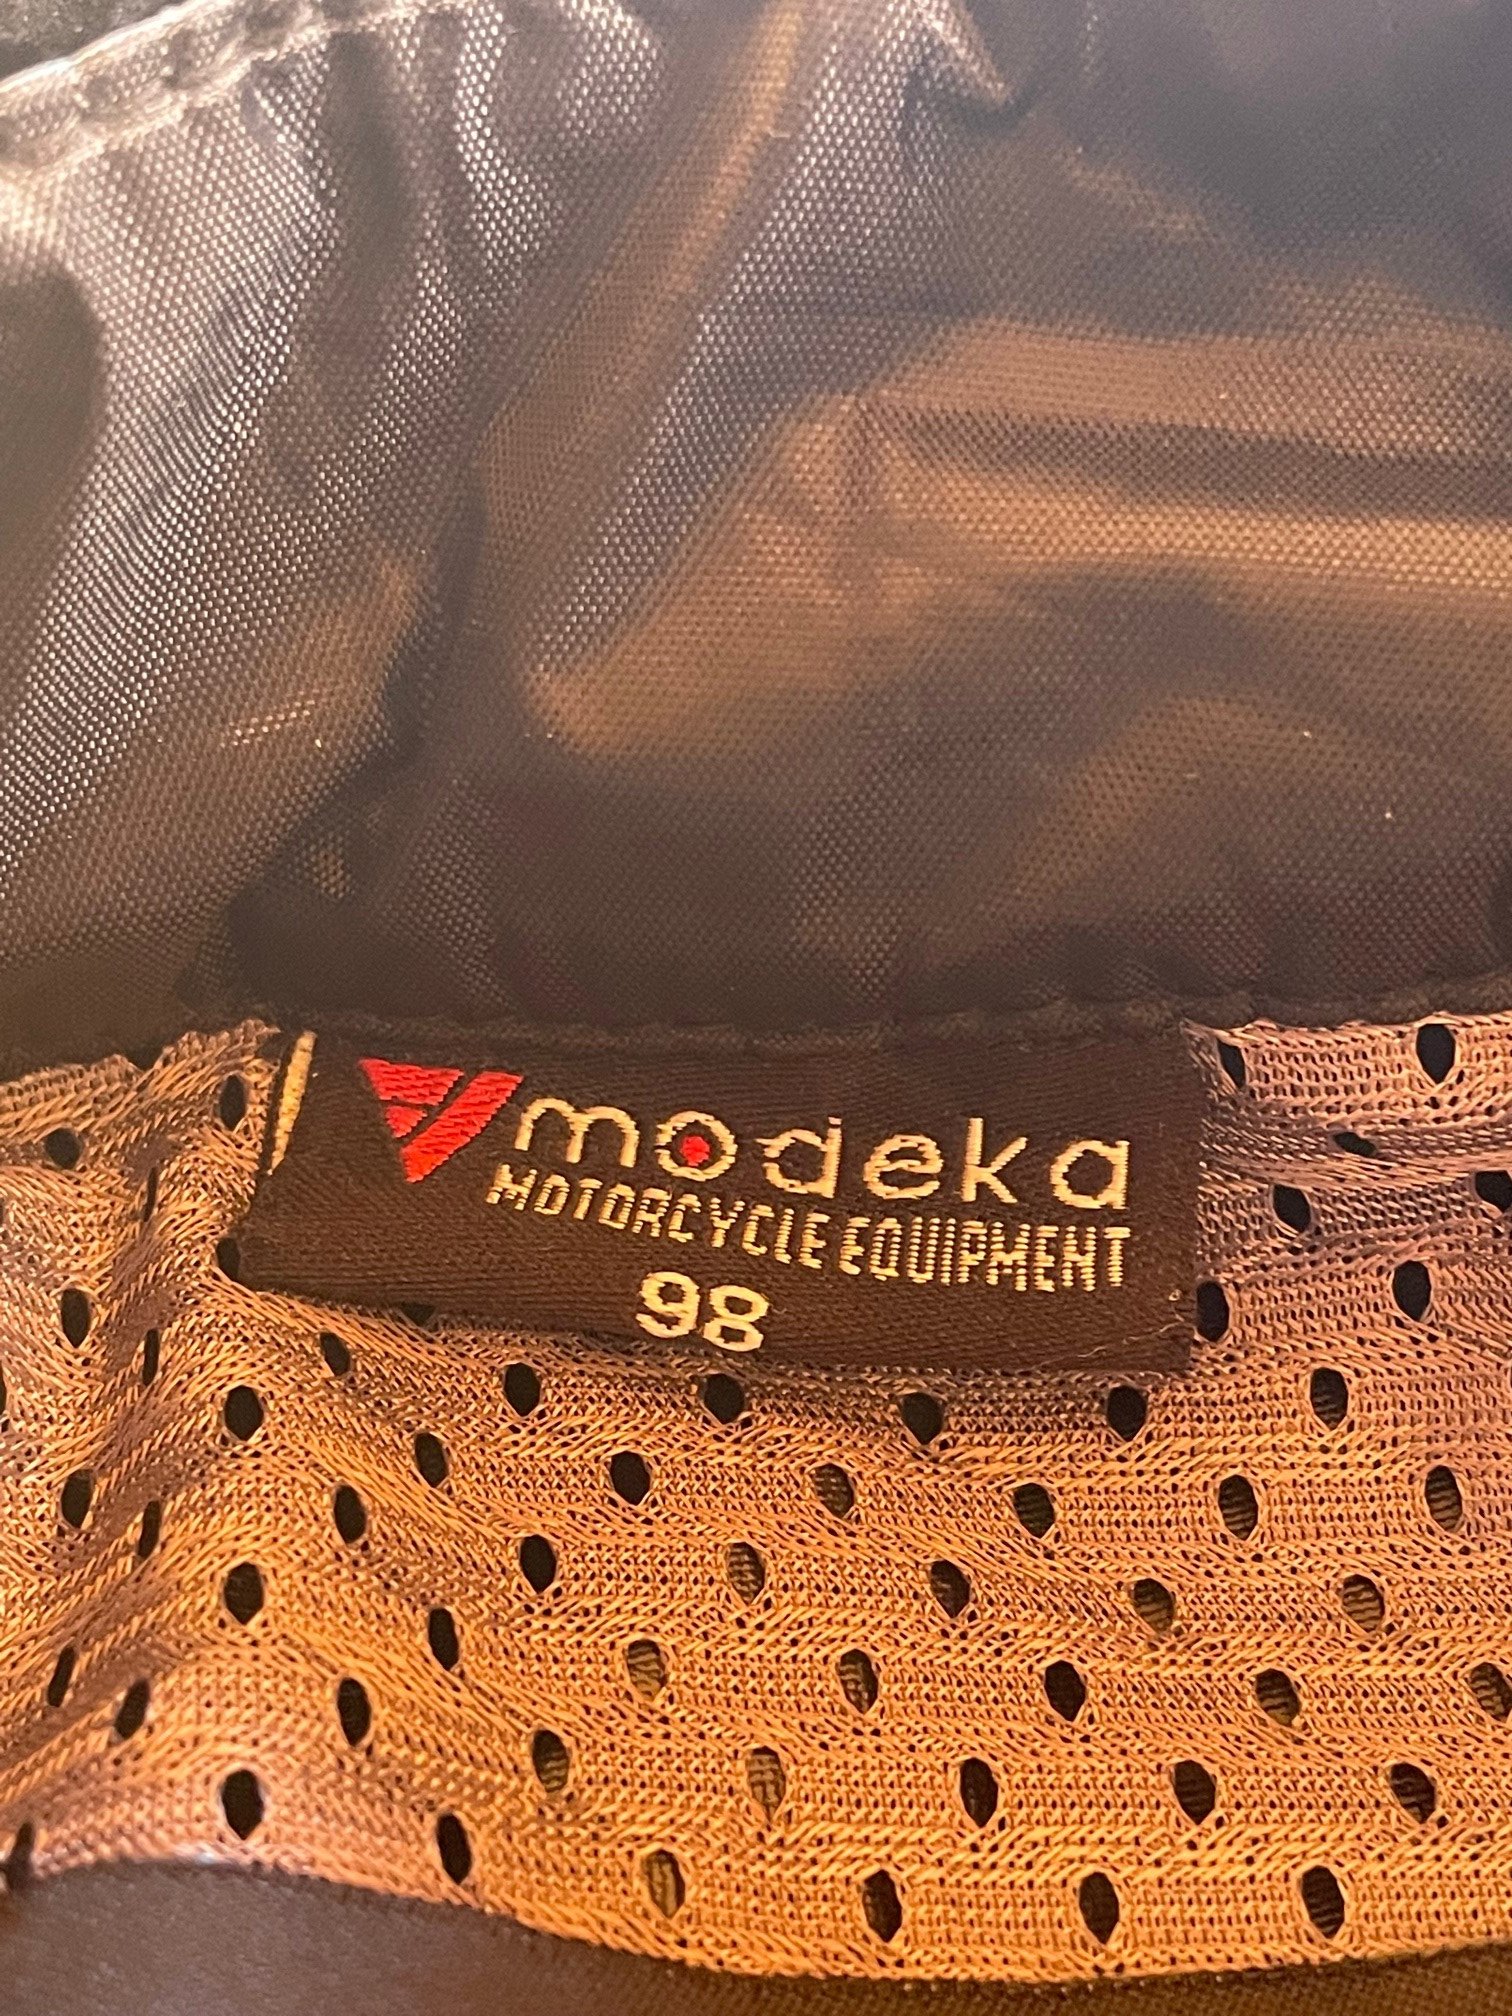 modeka
MOTORCYCLE EQUIPMENT
98